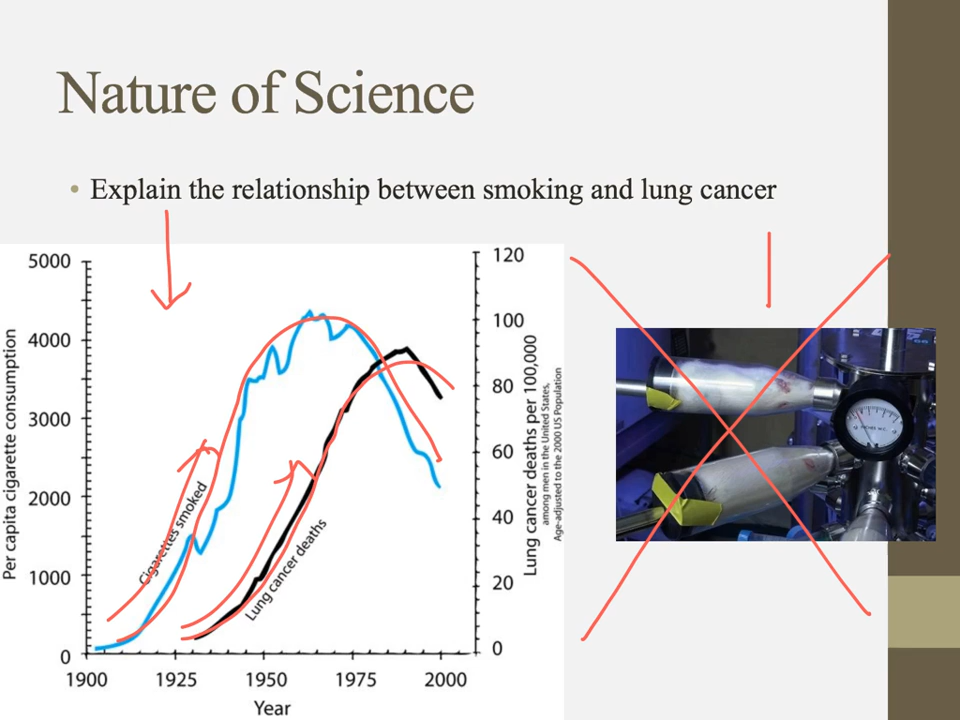 Nature of Science
• Explain the relationship between smoking and lung cancer
Per capita cigarette consumption
5000
4000
3000
2000
1000
0
Cigarettes smoked
Lung cancer deaths
120
100
80
60
40
20
0
Lung cancer deaths per 100,000
among men in the United States,
Age-adjusted to the 2000 US Population
1900 1925 1950 1975 2000
Year